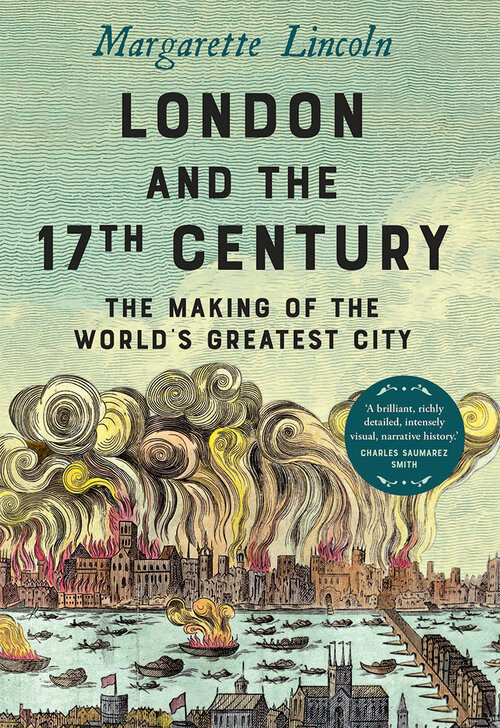 Margarette Lincoln
LONDON
AND THE
17TH CENTURY
THE MAKING OF THE
WORLD'S GREATEST CITY
'A brilliant, richly
detailed, intensely
visual, narrative history.'
CHARLES SAUMAREZ
SMITH